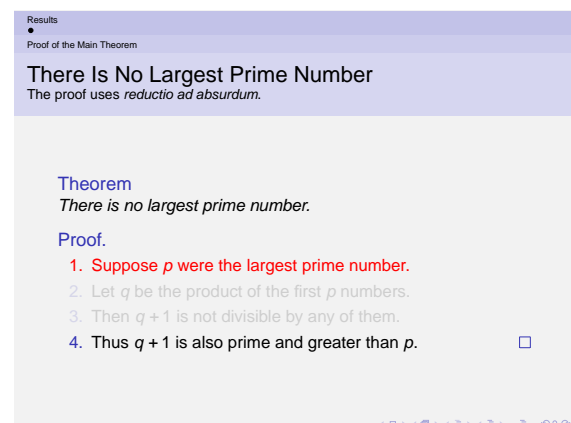 Results
Proof of the Main Theorem
There Is No Largest Prime Number
The proof uses reductio ad absurdum.
Theorem
There is no largest prime number.
Proof.
1. Suppose p were the largest prime number.
2. Let q be the product of the first p numbers.
3. Then q + 1 is not divisible by any of them.
4. Thus q + 1 is also prime and greater than p.